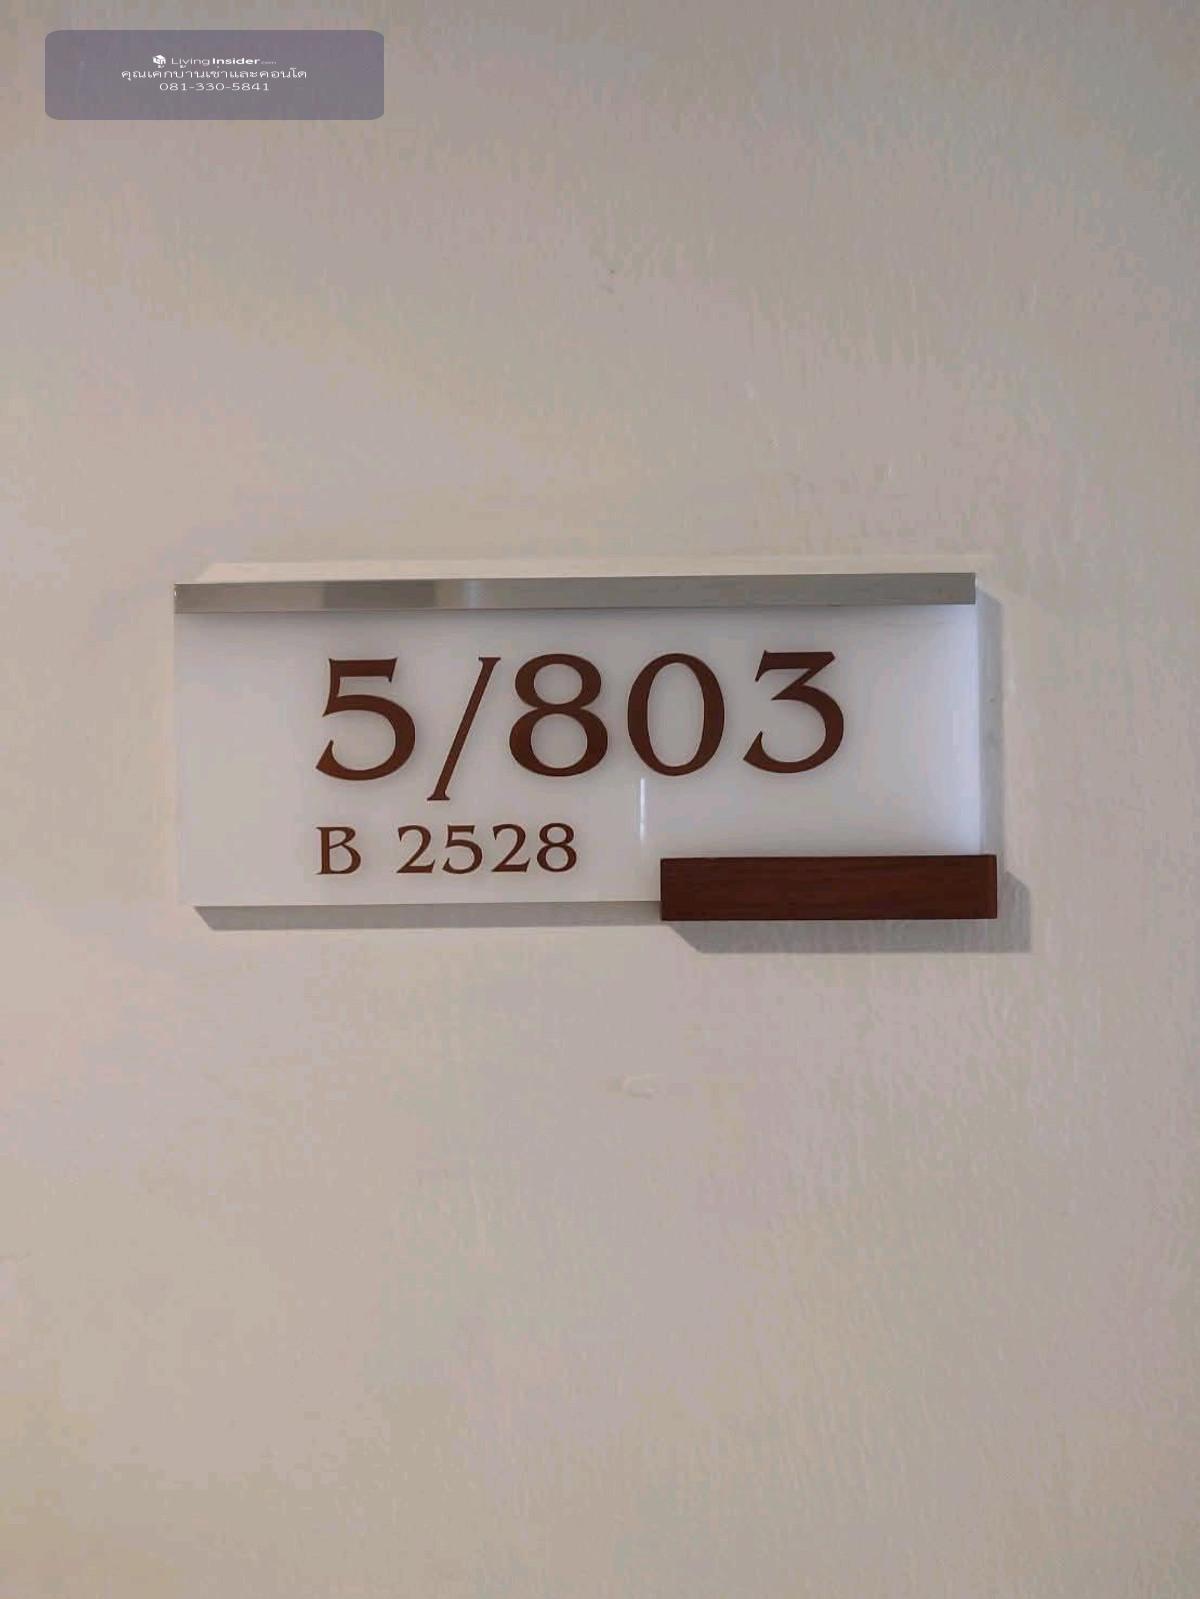 LivingInsider.com
คุณเค้กบ้านเช่าและคอนโด
081-330-5841
5/803
B 2528